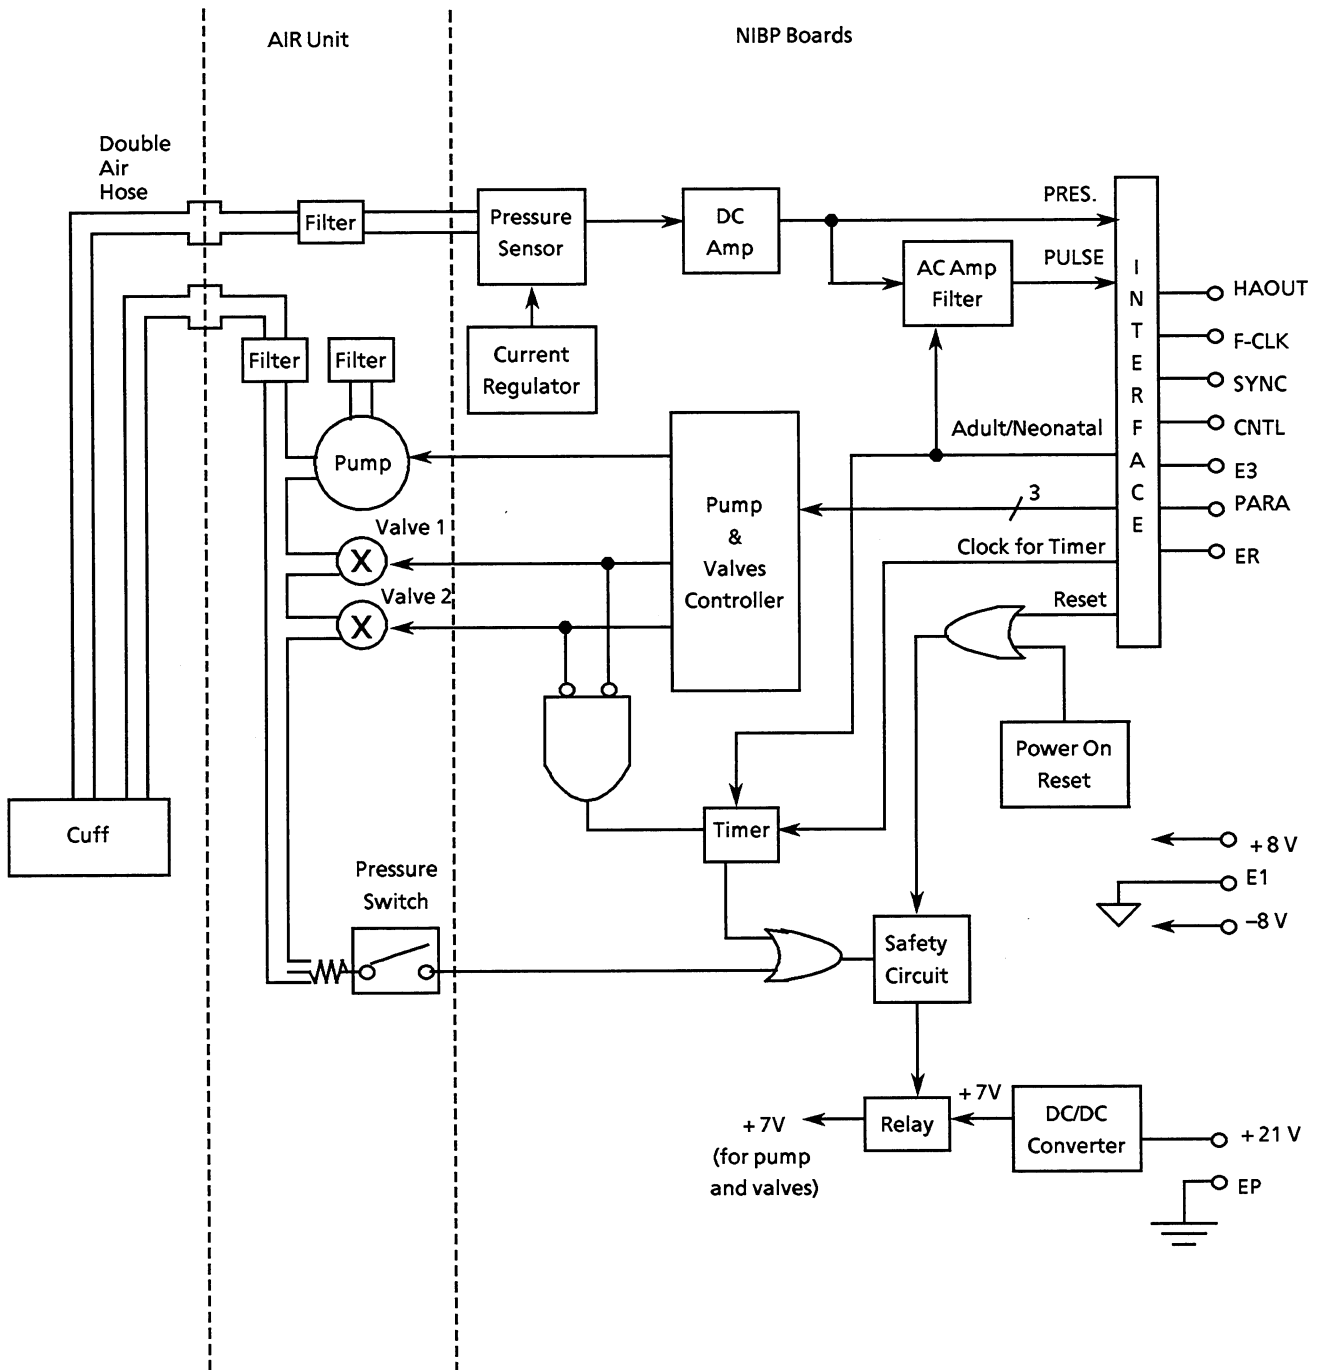 AIR Unit
NIBP Boards
Double
Air
Hose
Filter
Pressure
Sensor
DC
Amp
PRES.
AC Amp
Filter
PULSE
INTERFACE
HAOUT
F-CLK
SYNC
CNTL
E3
PARA
ER
Filter
Filter
Current
Regulator
Pump
Adult/Neonatal
Pump
&
Valves
Controller
3
Valve 1
X
Clock for Timer
Valve 2
X
Reset
Power On
Reset
Timer
Cuff
+8 V
E1
–8 V
Pressure
Switch
Safety
Circuit
+7V
(for pump
and valves)
Relay
+7V
DC/DC
Converter
+21 V
EP